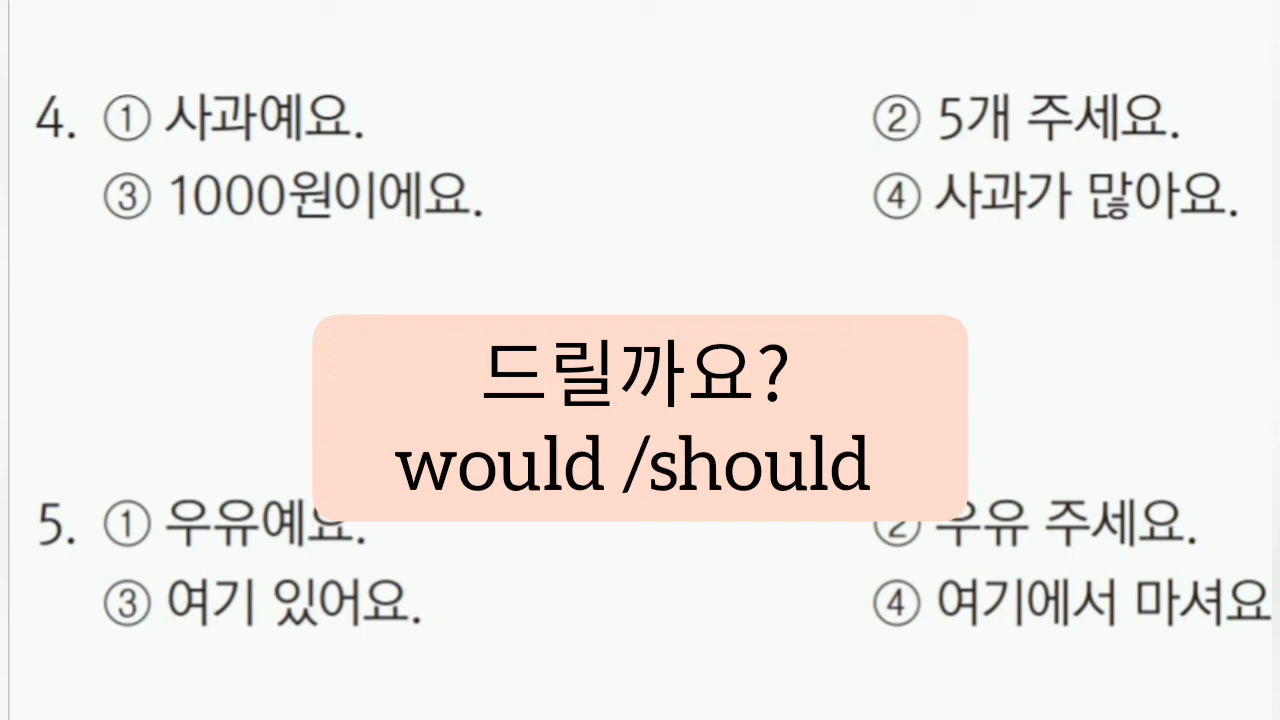 4. ① 사과예요. ② 5개 주세요.
③ 1000원이에요. ④ 사과가 많아요.
드릴까요?
would /should
5. ① 우유예요. ② 우유 주세요.
③ 여기 있어요. ④ 여기에서 마셔요